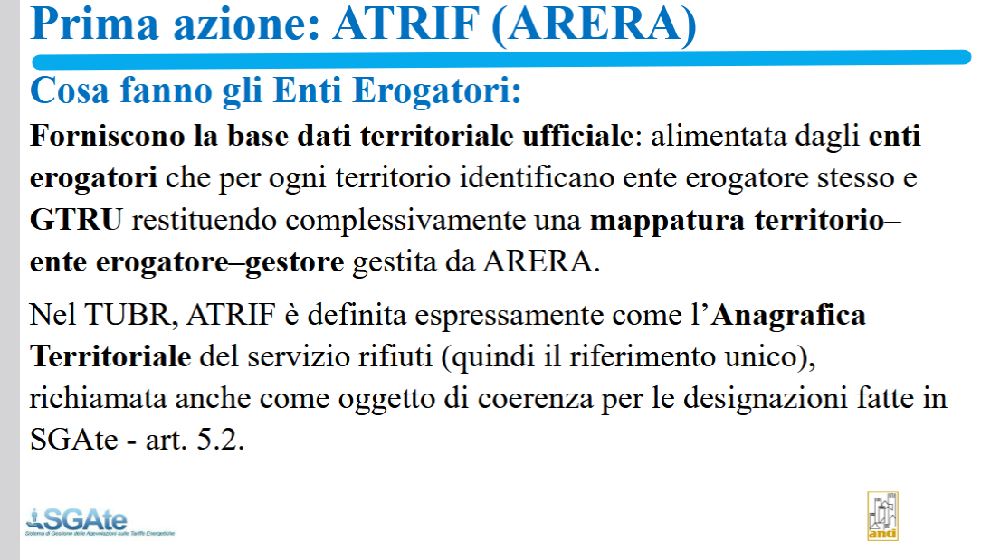 Prima azione: ATRIF (ARERA)
Cosa fanno gli Enti Erogatori:
Forniscono la base dati territoriale ufficiale: alimentata dagli enti
erogatori che per ogni territorio identificano ente erogatore stesso e
GTRU restituendo complessivamente una mappatura territorio–
ente erogatore–gestore gestita da ARERA.
Nel TUBR, ATRIF è definita espressamente come l’Anagrafica
Territoriale del servizio rifiuti (quindi il riferimento unico),
richiamata anche come oggetto di coerenza per le designazioni fatte in
SGAte - art. 5.2.
SGAte
Sistema di Gestione delle Agevolazioni sulle Tariffe Energetiche
anci